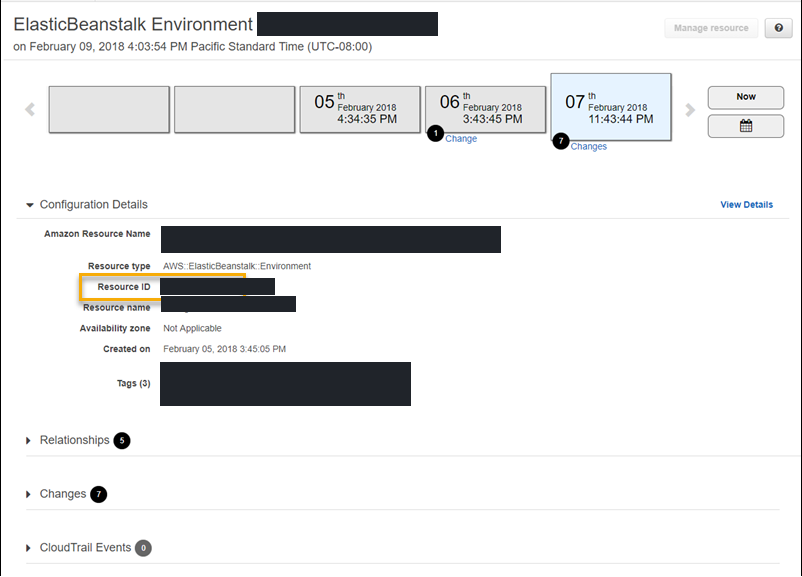 ElasticBeanstalk Environment
Manage resource
on February 09, 2018 4:03:54 PM Pacific Standard Time (UTC-08:00)
05 th February 2018 4:34:35 PM
06 th February 2018 3:43:45 PM
07 th February 2018 11:43:44 PM
Now
1 Change
7 Changes
Configuration Details
View Details
Amazon Resource Name
Resource type AWS::ElasticBeanstalk::Environment
Resource ID
Resource name
Availability zone Not Applicable
Created on February 05, 2018 3:45:05 PM
Tags (3)
Relationships 5
Changes 7
CloudTrail Events 0